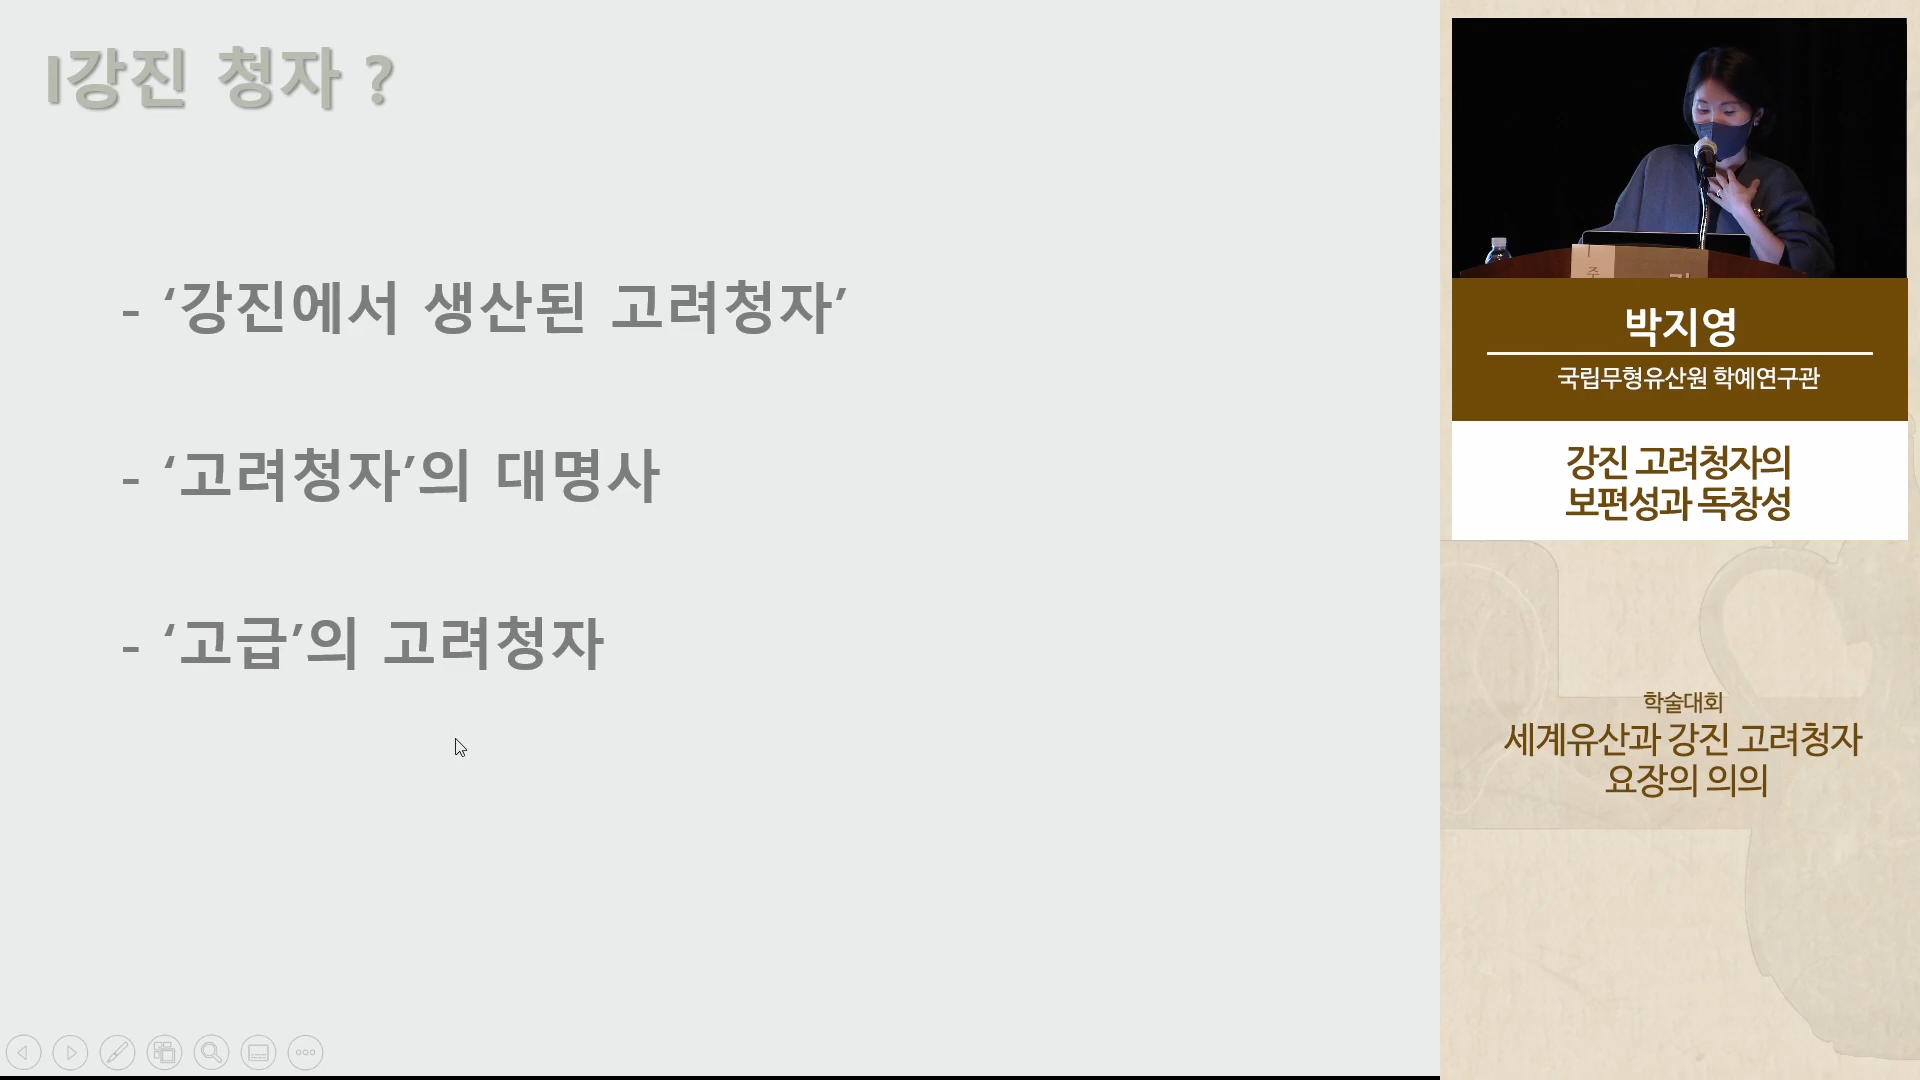 I강진 청자 ?
- ‘강진에서 생산된 고려청자’
- ‘고려청자’의 대명사
- ‘고급’의 고려청자
박지영
국립무형유산원 학예연구관
강진 고려청자의
보편성과 독창성
학술대회
세계유산과 강진 고려청자
요장의 의의